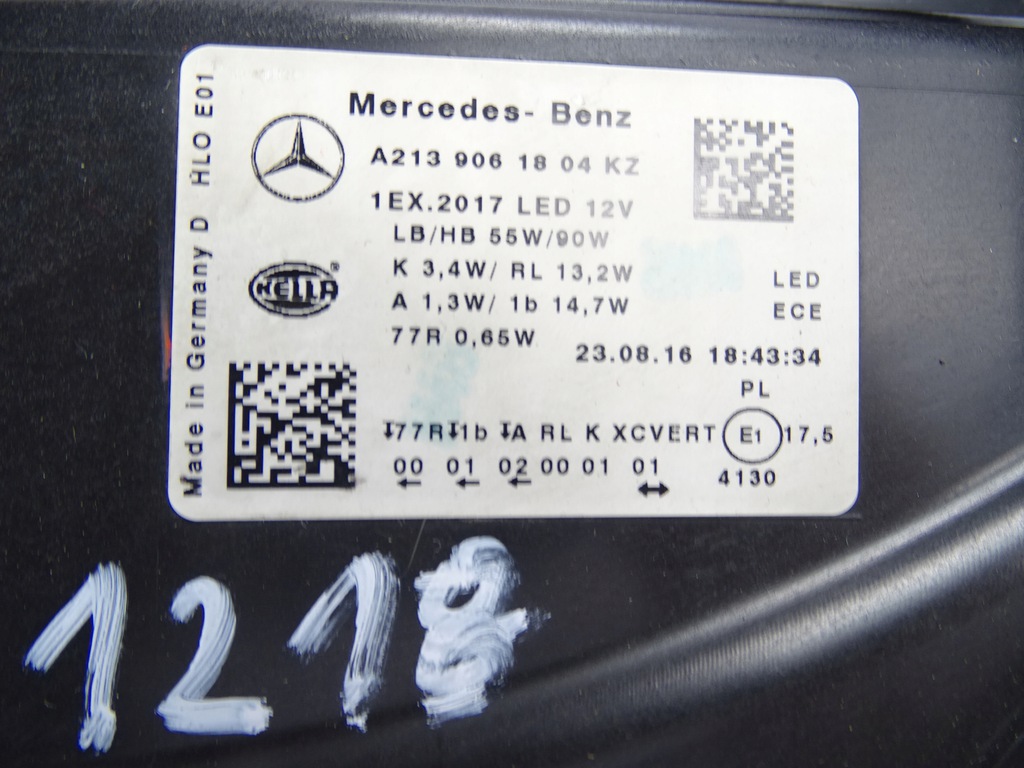 Made in Germany D HLO E01
Mercedes- Benz
A213 906 18 04 KZ
1EX.2017 LED 12V
LB/HB 55W/90W
K 3,4W/ RL 13,2W
A 1,3W/ 1b 14,7W
77R 0,65W
LED
ECE
HELLA
23.08.16 18:43:34
PL
77R 1b A RL K XCVERT E1 17,5
00 01 02 00 01 01
4130
1218